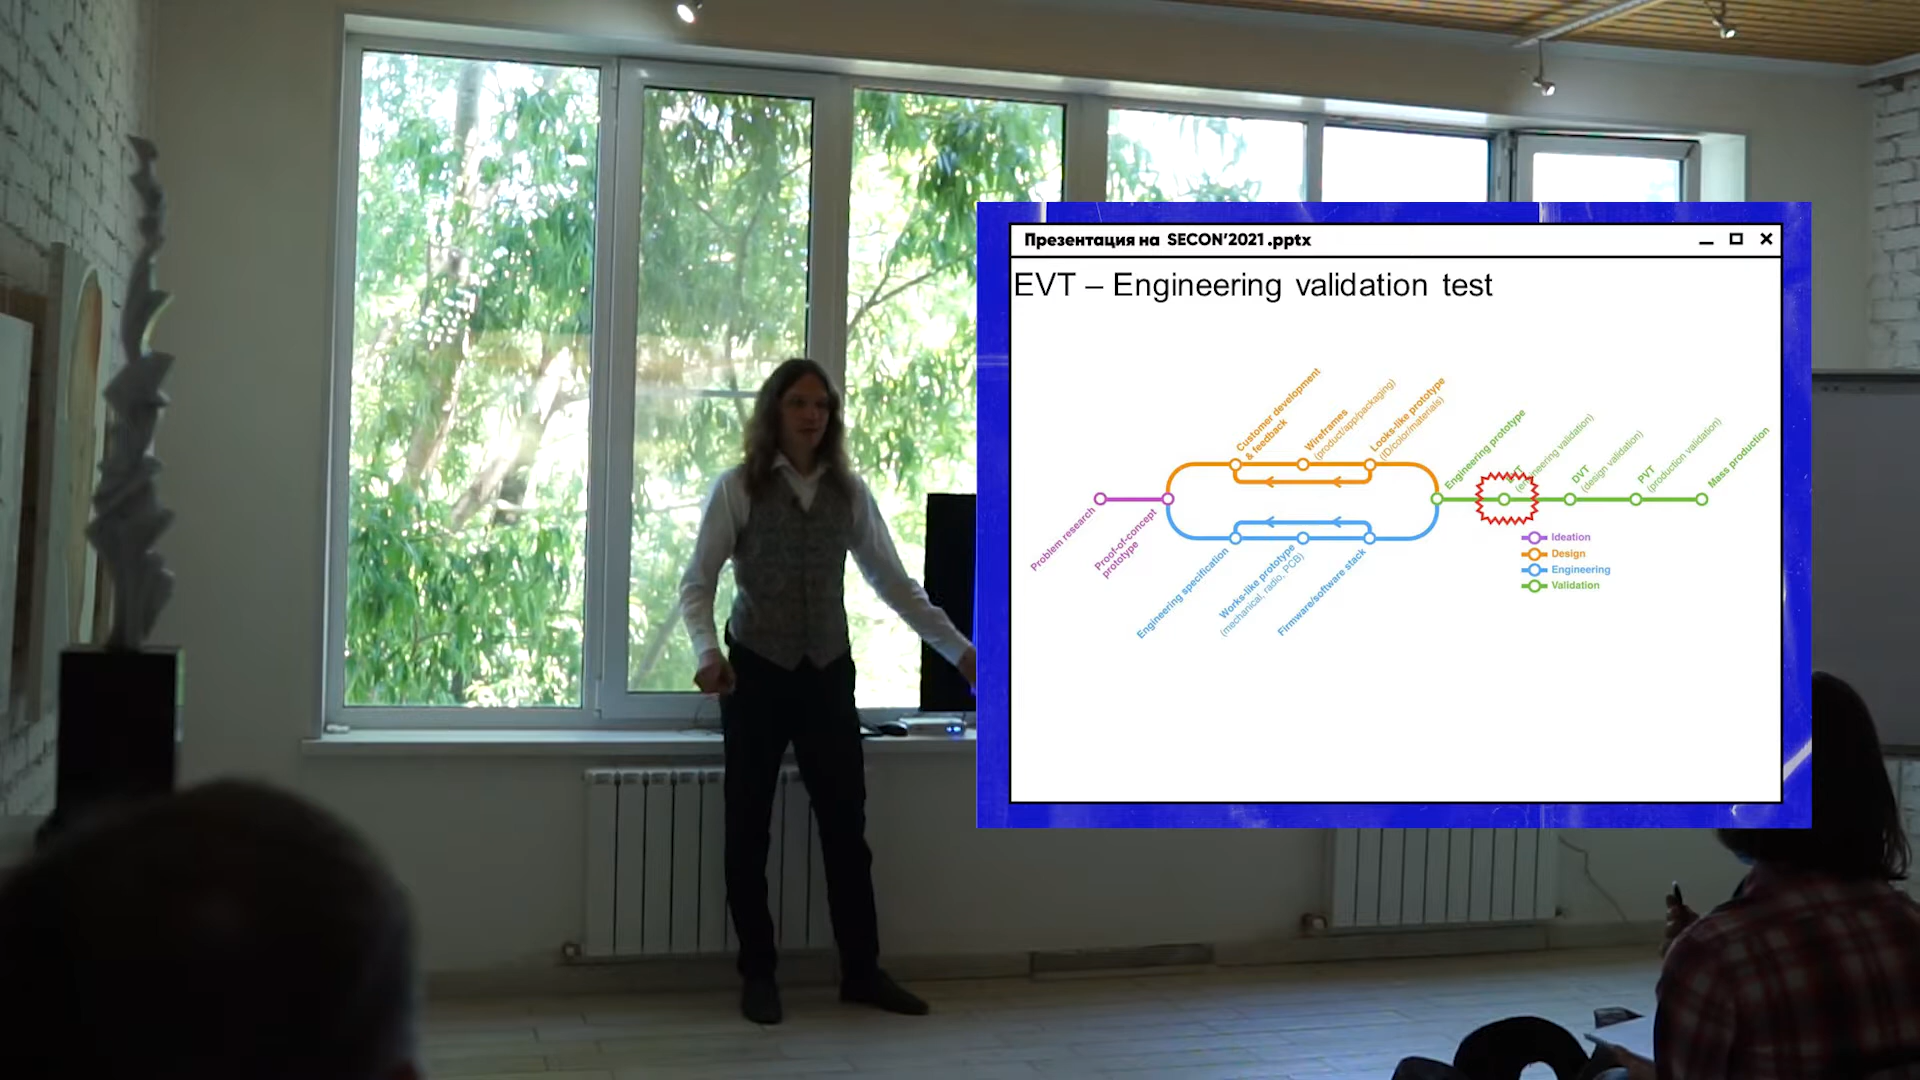 Презентация на SECON'2021 .pptx
EVT – Engineering validation test
Customer development
& feedback
Wireframes
(product/app/packaging)
Looks-like prototype
(ID/color/materials)
Engineering prototype
DVT
(design validation)
PVT
(production validation)
Mass production
Problem research
Proof-of-concept
prototype
Engineering specification
Works-like prototype
(mechanical, radio, PCB)
Firmware/software stack
Ideation
Design
Engineering
Validation